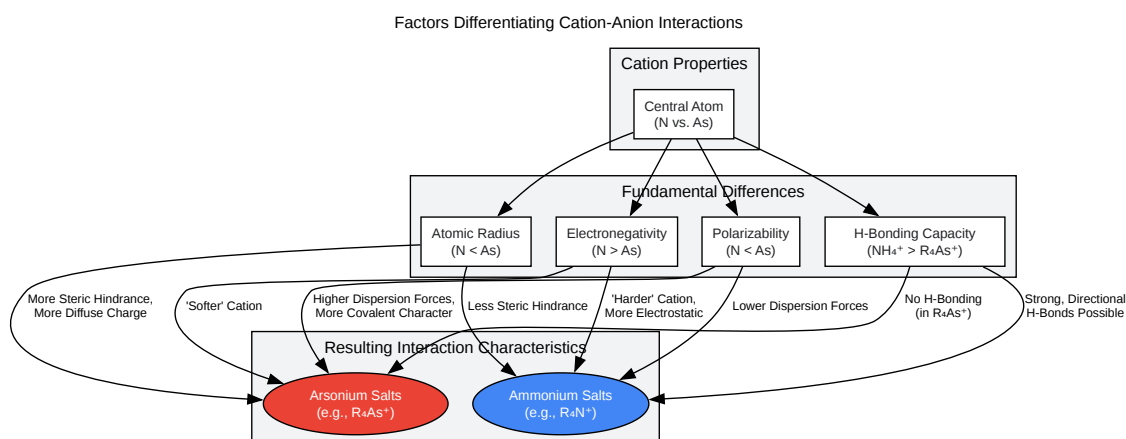 Factors Differentiating Cation-Anion Interactions
Cation Properties
Central Atom
(N vs. As)
Fundamental Differences
Atomic Radius
(N < As)
Electronegativity
(N > As)
Polarizability
(N < As)
H-Bonding Capacity
(NH₄⁺ > R₄As⁺)
More Steric Hindrance,
More Diffuse Charge
'Softer' Cation
Higher Dispersion Forces,
More Covalent Character
Less Steric Hindrance
'Harder' Cation,
More Electrostatic
Lower Dispersion Forces
No H-Bonding
(in R₄As⁺)
Strong, Directional
H-Bonds Possible
Resulting Interaction Characteristics
Arsonium Salts
(e.g., R₄As⁺)
Ammonium Salts
(e.g., R₄N⁺)